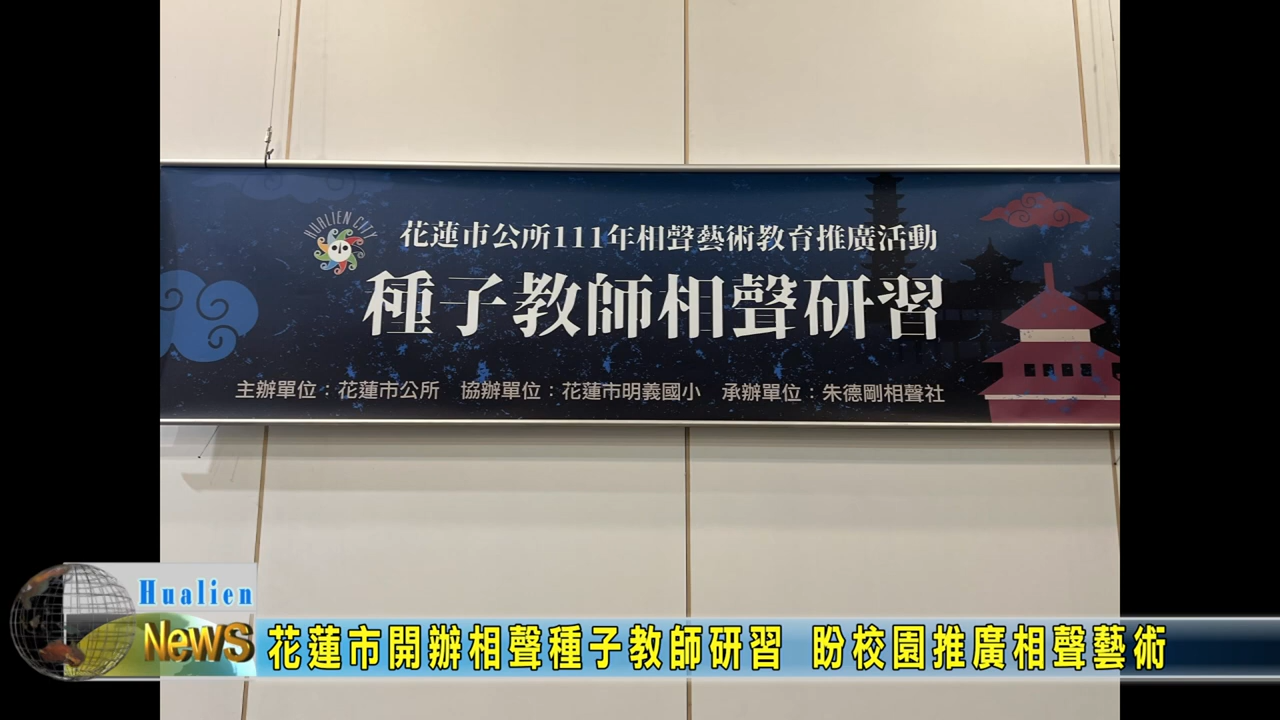 HUALIEN CITY
花蓮市公所111年相聲藝術教育推廣活動
種子教師相聲研習
主辦單位：花蓮市公所 協辦單位：花蓮市明義國小 承辦單位：朱德剛相聲社
Hualien
News
花蓮市開辦相聲種子教師研習 盼校園推廣相聲藝術